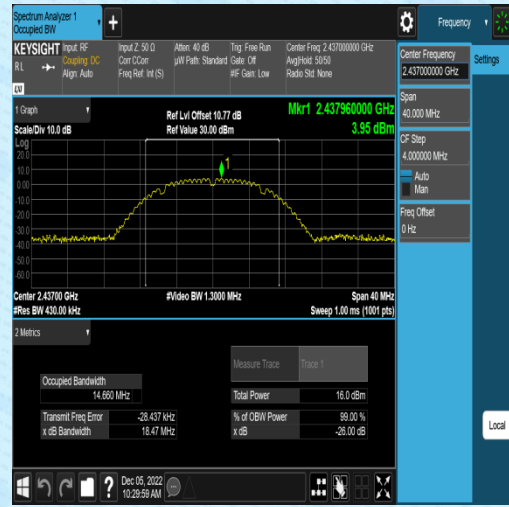 Spectrum Analyzer 1
Occupied BW
Frequency
KEYSIGHT
Input: RF
Input Z: 50 Ω
Atten: 40 dB
Trig: Free Run
Center Freq: 2.437000000 GHz
RL
Coupling: DC
Corr CCorr
µW Path: Standard
Gate: Off
Avg|Hold: 50/50
Align: Auto
Freq Ref: Int (S)
#IF Gain: Low
Radio Std: None
LXI
1 Graph
Scale/Div 10.0 dB
Ref Lvl Offset 10.77 dB
Ref Value 30.00 dBm
Mkr1 2.437960000 GHz
3.95 dBm
Log
20.0
10.0
0.00
-10.0
-20.0
-30.0
-40.0
-50.0
-60.0
1
Center 2.43700 GHz
#Video BW 1.3000 MHz
Span 40 MHz
#Res BW 430.00 kHz
Sweep 1.00 ms (1001 pts)
2 Metrics
Measure Trace
Trace 1
Occupied Bandwidth
14.660 MHz
Total Power
16.0 dBm
Transmit Freq Error
-28.437 kHz
% of OBW Power
99.00 %
x dB Bandwidth
18.47 MHz
x dB
-26.00 dB
Dec 05, 2022
10:29:59 AM
Center Frequency
2.437000000 GHz
Settings
Span
40.000 MHz
CF Step
4.000000 MHz
Auto
Man
Freq Offset
0 Hz
Local